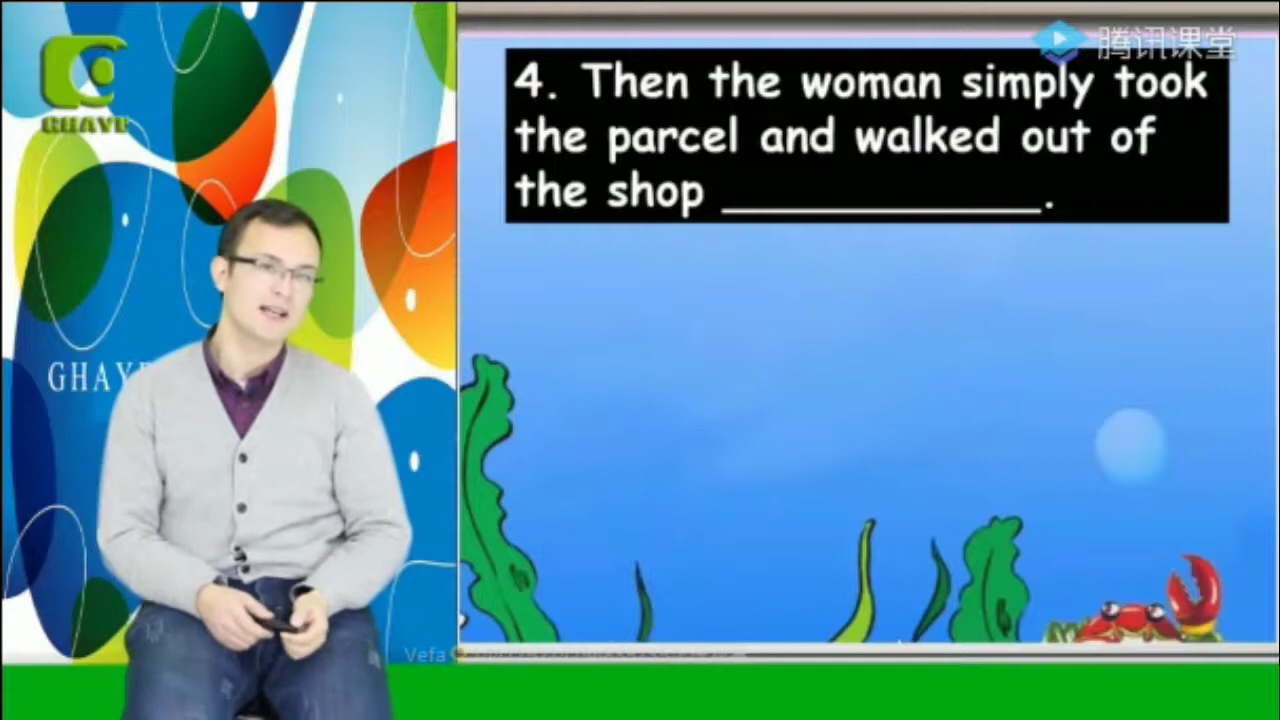 GHAYE
腾讯课堂
4. Then the woman simply took
the parcel and walked out of
the shop ____________.
Vefa